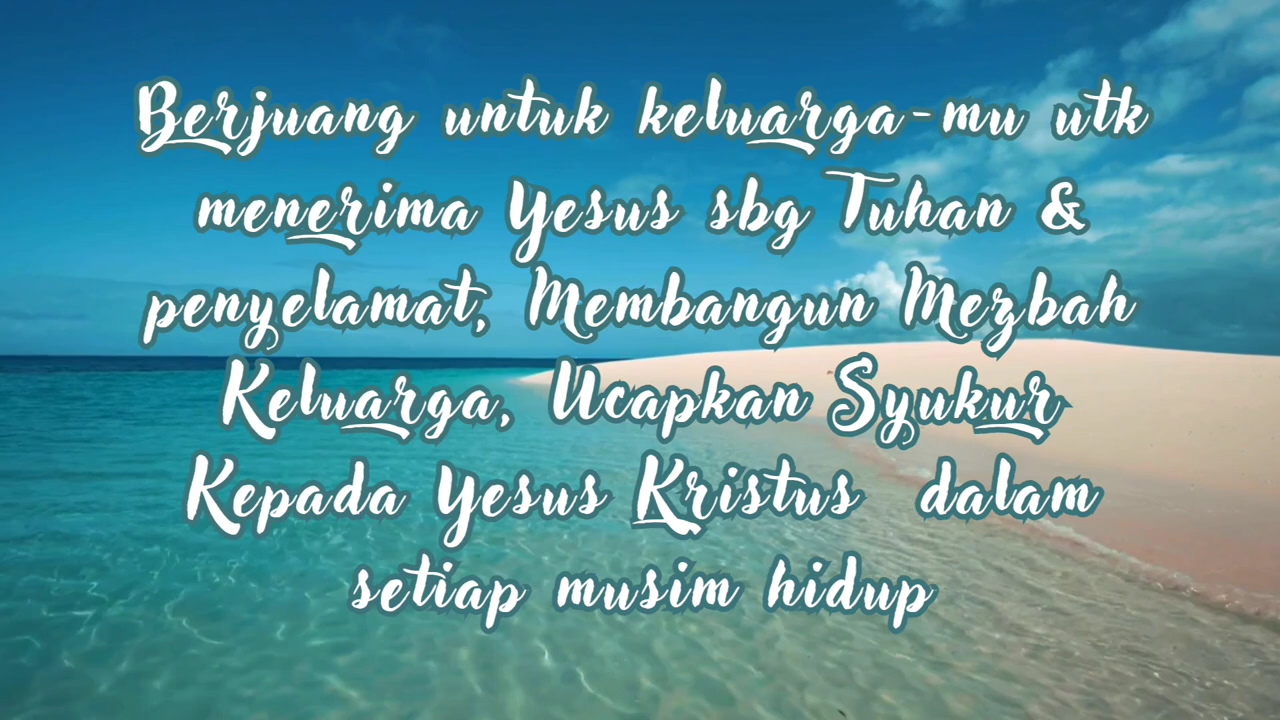 Berjuang untuk keluarga-mu utk
menerima Yesus sbg Tuhan &
penyelamat, Membangun Mezbah
Keluarga, Ucapkan Syukur
Kepada Yesus Kristus dalam
setiap musim hidup